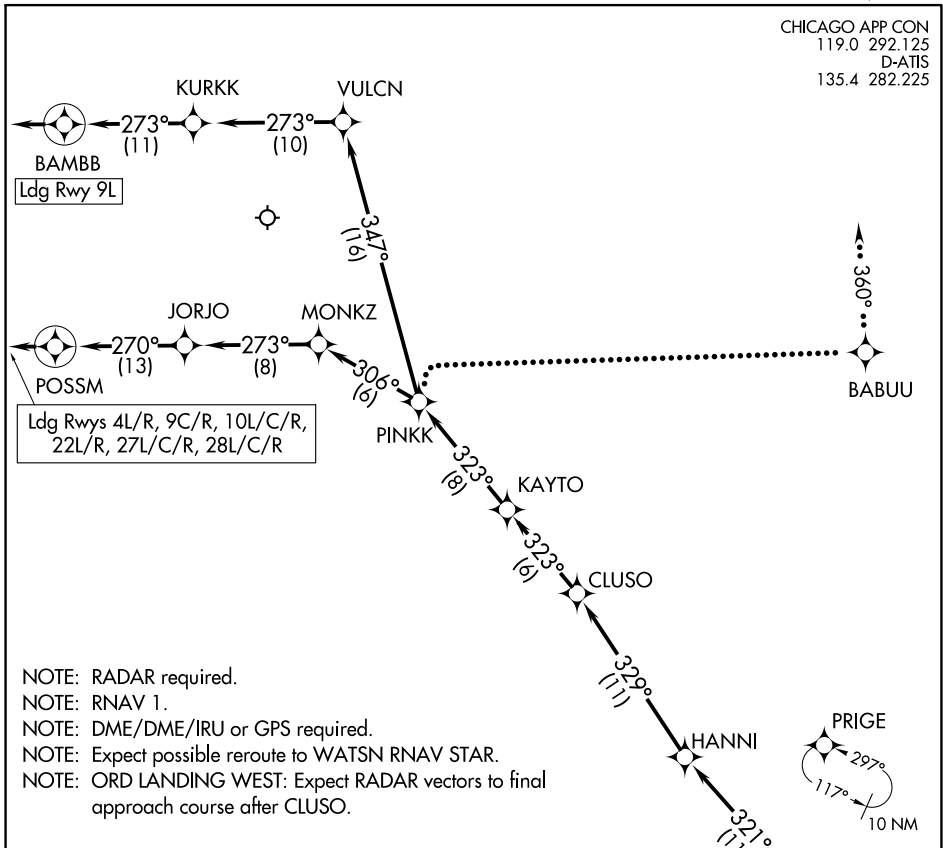 CHICAGO APP CON
119.0 292.125
D-ATIS
135.4 282.225
KURKK
VULCN
273°
(11)
273°
(10)
BAMBB
Ldg Rwy 9L
347°
(16)
360°
JORJO
MONKZ
270°
(13)
273°
(8)
306°
(6)
POSSM
BABUU
Ldg Rwys 4L/R, 9C/R, 10L/C/R,
22L/R, 27L/C/R, 28L/C/R
PINKK
323°
(8)
KAYTO
323°
(6)
CLUSO
329°
(11)
NOTE: RADAR required.
NOTE: RNAV 1.
NOTE: DME/DME/IRU or GPS required.
NOTE: Expect possible reroute to WATSN RNAV STAR.
NOTE: ORD LANDING WEST: Expect RADAR vectors to final
approach course after CLUSO.
HANNI
PRIGE
297°
117°
10 NM
321°